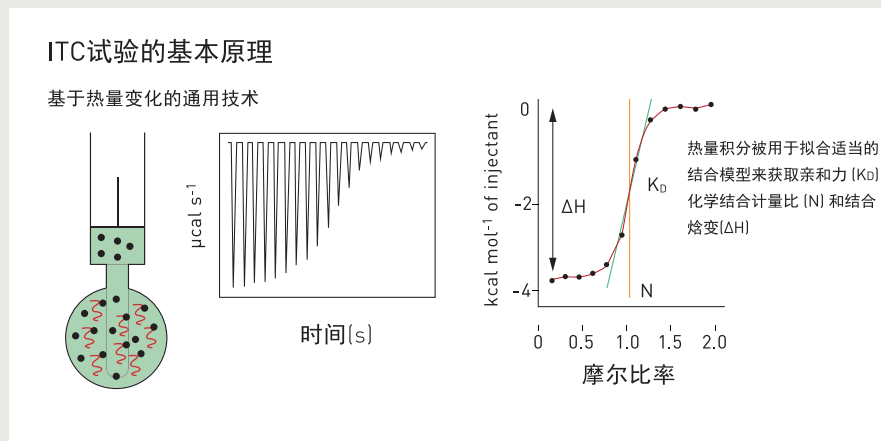 ITC试验的基本原理
基于热量变化的通用技术
μcal s⁻¹
时间(s)
kcal mol⁻¹ of injectant
0
-2
-4
ΔH
K_D
N
0 0.5 1.0 1.5 2.0
摩尔比率
热量积分被用于拟合适当的
结合模型来获取亲和力 (K_D)
化学结合计量比 (N) 和结合
焓变(ΔH)